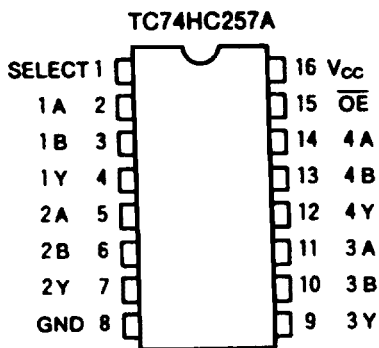 TC74HC257A
SELECT 1 16 VCC
1A 2 15 OE
1B 3 14 4A
1Y 4 13 4B
2A 5 12 4Y
2B 6 11 3A
2Y 7 10 3B
GND 8 9 3Y